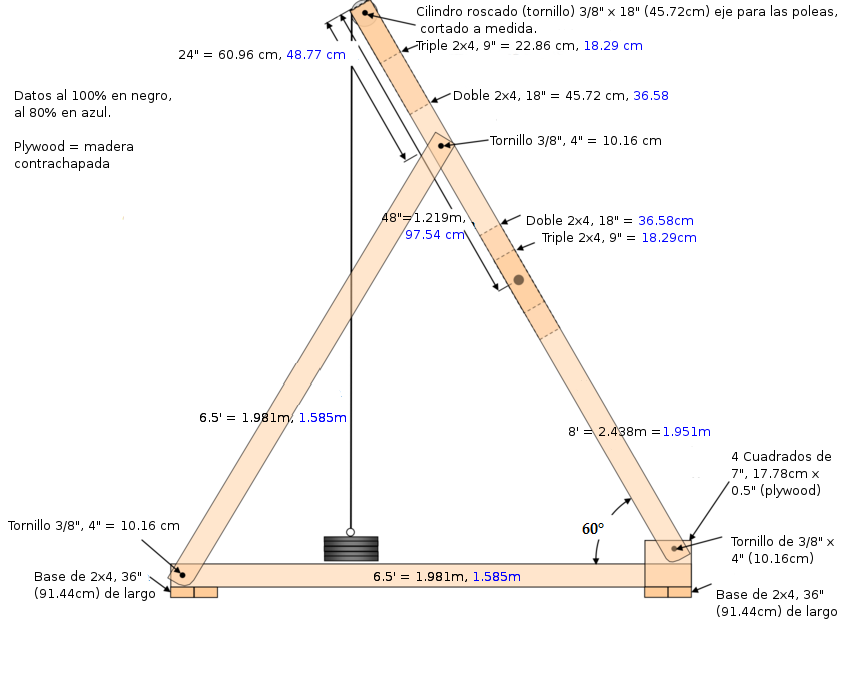 Cilindro roscado (tornillo) 3/8" x 18" (45.72cm) eje para las poleas,
cortado a medida.
Triple 2x4, 9" = 22.86 cm, 18.29 cm
24" = 60.96 cm, 48.77 cm
Datos al 100% en negro,
al 80% en azul.
Doble 2x4, 18" = 45.72 cm, 36.58
Plywood = madera
contrachapada
Tornillo 3/8", 4" = 10.16 cm
48"=1.219m,
97.54 cm
Doble 2x4, 18" = 36.58cm
Triple 2x4, 9" = 18.29cm
6.5' = 1.981m, 1.585m
8' = 2.438m =1.951m
4 Cuadrados de
7", 17.78cm x
0.5" (plywood)
60°
Tornillo 3/8", 4" = 10.16 cm
Tornillo de 3/8" x
4" (10.16cm)
Base de 2x4, 36"
(91.44cm) de largo
6.5' = 1.981m, 1.585m
Base de 2x4, 36"
(91.44cm) de largo